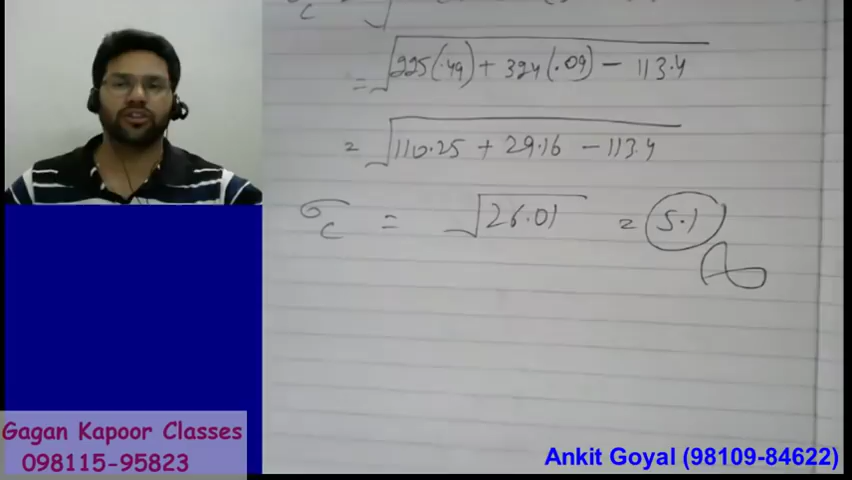 σc √
= √225(.49) + 324(.09) - 113.4
= √110.25 + 29.16 - 113.4
σc = √26.01 = 5.1
Gagan Kapoor Classes
098115-95823
Ankit Goyal (98109-84622)